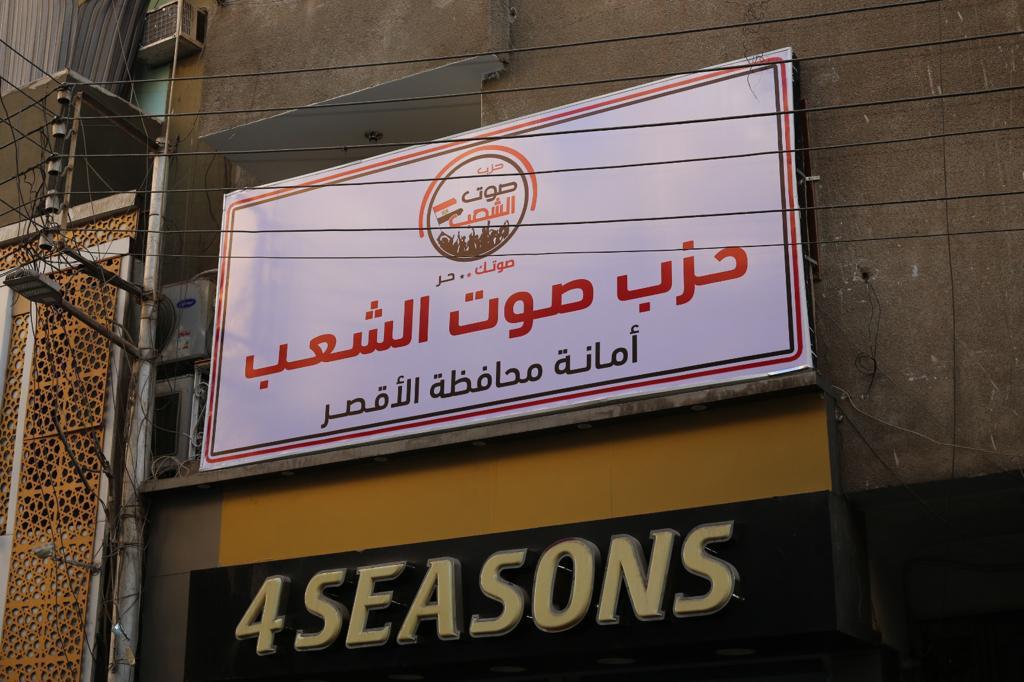 حزب
صوت
الشعب
صوتك .. حر
حزب صوت الشعب
أمانة محافظة الأقصر
4 SEASONS